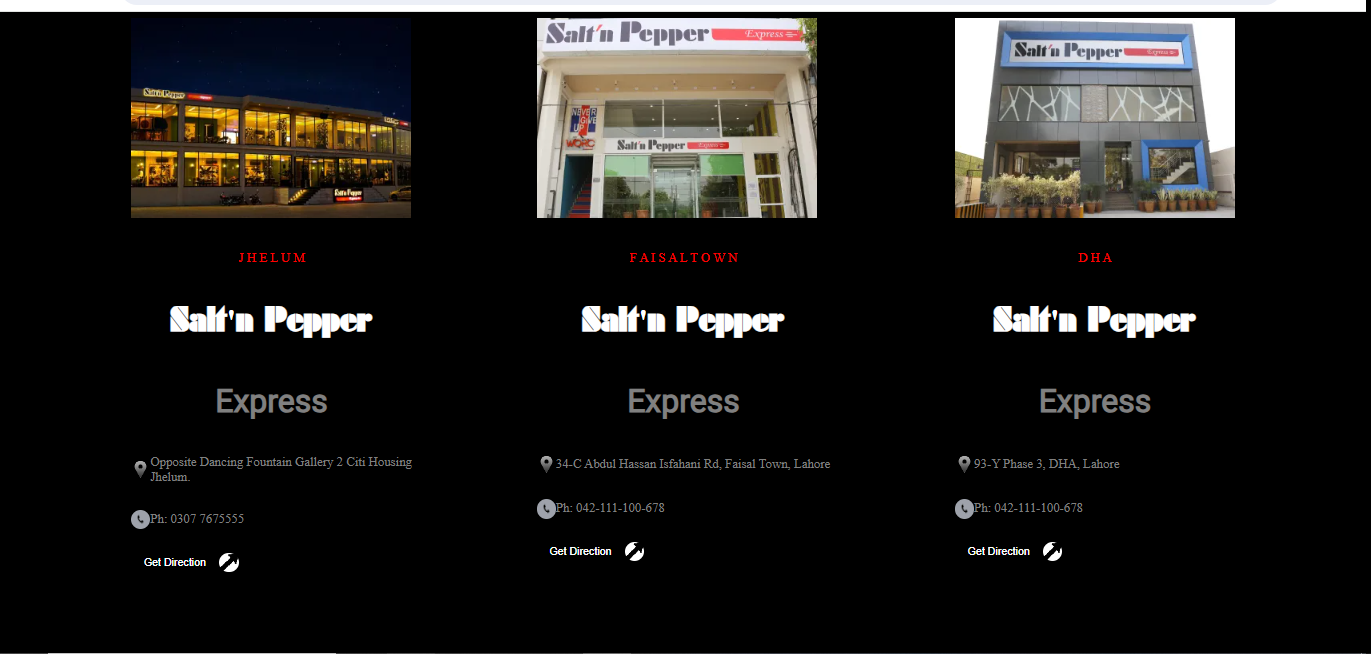 Salt'n Pepper
Salt'n Pepper
Salt'n Pepper Express
NEVER
GIVE
UP
Salt'n Pepper Express
Salt'n Pepper Express
JHELUM
FAISALTOWN
DHA
Salt'n Pepper
Salt'n Pepper
Salt'n Pepper
Express
Express
Express
Opposite Dancing Fountain Gallery 2 Citi Housing
Jhelum.
Ph: 0307 7675555
Get Direction
34-C Abdul Hassan Isfahani Rd, Faisal Town, Lahore
Ph: 042-111-100-678
Get Direction
93-Y Phase 3, DHA, Lahore
Ph: 042-111-100-678
Get Direction